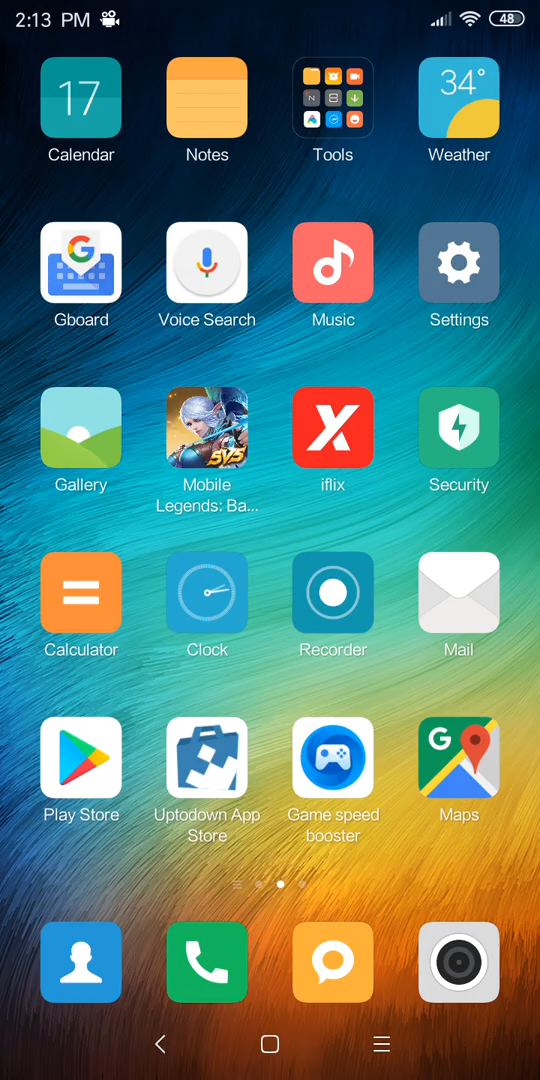 2:13 PM 48
17 34°
Calendar Notes Tools Weather
G
Gboard Voice Search Music Settings
5V5
Gallery Mobile Legends: Ba... iflix Security
Calculator Clock Recorder Mail
G
Play Store Uptodown App Store Game speed booster Maps